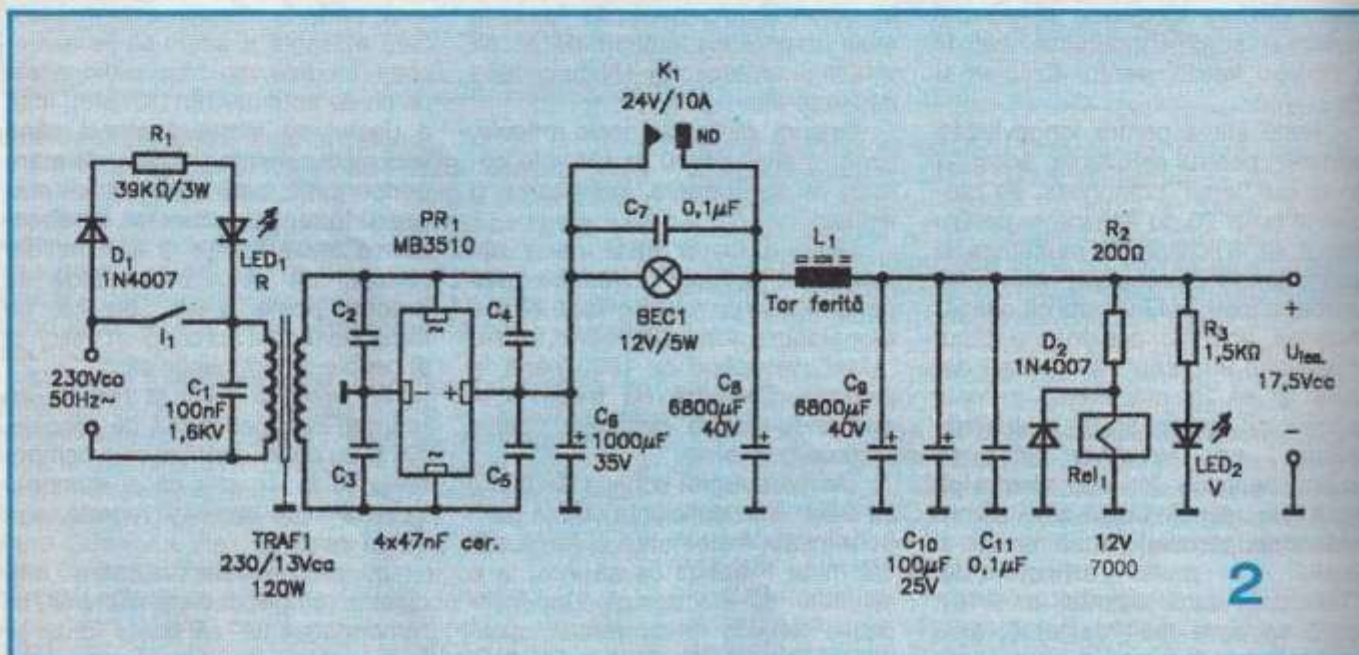 K1
24V/10A
ND
R1
39KΩ/3W
D1
1N4007
LED1
R
I1
230Vca
50Hz~
C1
100nF
1,6KV
TRAF1
230/13Vca
120W
PR1
MB3510
C2
C4
~
-
+
~
C3
C5
4x47nF cer.
C6
1000µF
35V
+
C7
0,1µF
BEC1
12V/5W
L1
Tor ferită
C8
6800µF
40V
+
C9
6800µF
40V
+
C10
100µF
25V
+
C11
0,1µF
R2
200Ω
D2
1N4007
Rel1
12V
7000
R3
1,5KΩ
LED2
V
+
Uies.
17,5Vcc
-
2